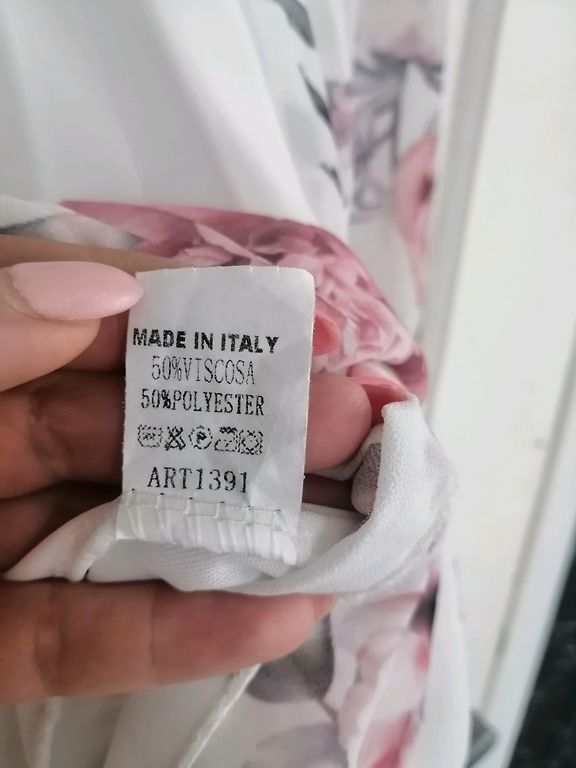 MADE IN ITALY
50%VISCOSA
50%POLYESTER
ART1391